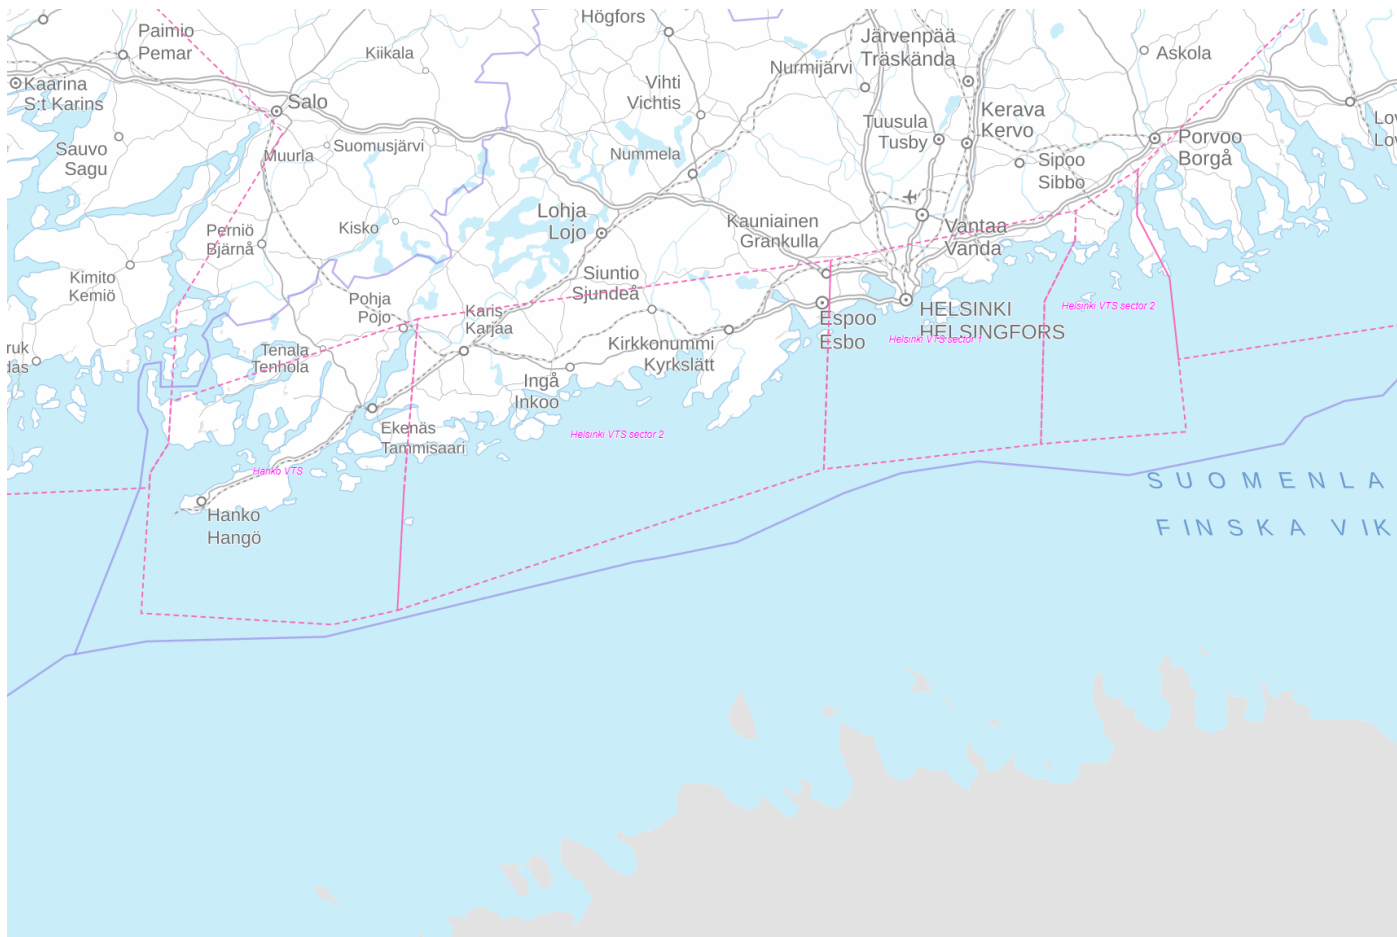 Högfors
Paimio
Pemar
Järvenpää
Träskända
Kiikala
Askola
Nurmijärvi
Vihti
Vichtis
Kaarina
S:t Karins
Salo
Kerava
Kervo
Tuusula
Tusby
Porvoo
Borgå
Sauvo
Sagu
Muurla
Suomusjärvi
Nummela
Sipoo
Sibbo
Lohja
Lojo
Kauniainen
Grankulla
Vantaa
Vanda
Perniö
Bjärnå
Kisko
Kimito
Kemiö
Siuntio
Sjundeå
Pohja
Pojo
Karis
Karjaa
HELSINKI
HELSINGFORS
Helsinki VTS sector 2
Espoo
Esbo
Helsinki VTS sector 1
Kirkkonummi
Kyrkslätt
Tenala
Tenhola
Ingå
Inkoo
Ekenäs
Tammisaari
Helsinki VTS sector 2
Hanko VTS
SUOMENLA
Hanko
Hangö
FINSKA VIK